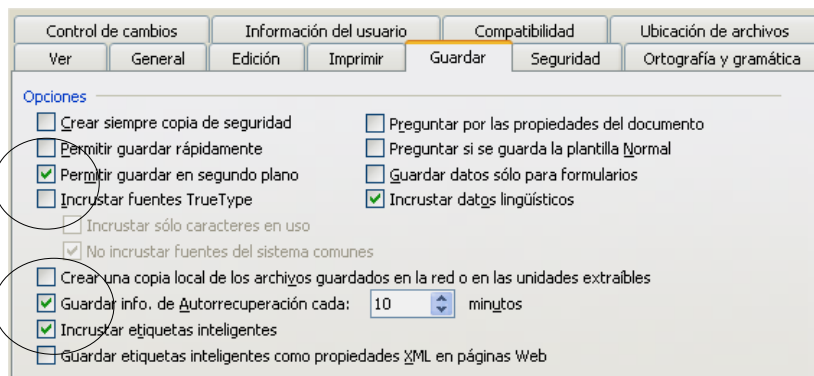 Control de cambios Información del usuario Compatibilidad Ubicación de archivos
Ver General Edición Imprimir Guardar Seguridad Ortografía y gramática
Opciones
Crear siempre copia de seguridad Preguntar por las propiedades del documento
Permitir guardar rápidamente Preguntar si se guarda la plantilla Normal
Permitir guardar en segundo plano Guardar datos sólo para formularios
Incrustar fuentes TrueType Incrustar datos lingüísticos
Incrustar sólo caracteres en uso
No incrustar fuentes del sistema comunes
Crear una copia local de los archivos guardados en la red o en las unidades extraíbles
Guardar info. de Autorrecuperación cada: 10 minutos
Incrustar etiquetas inteligentes
Guardar etiquetas inteligentes como propiedades XML en páginas Web